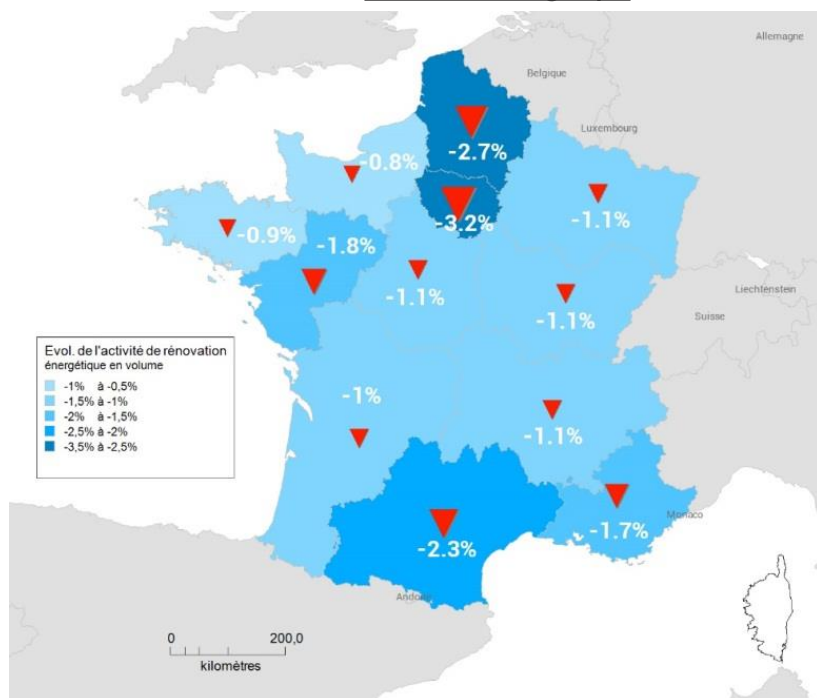 Allemagne
Belgique
Luxembourg
-2.7%
-0.8%
-3.2%
-1.1%
-0.9%
-1.8%
-1.1%
-1.1%
Liechtenstein
Suisse
Evol. de l'activité de rénovation
énergétique en volume
-1% à -0,5%
-1,5% à -1%
-2% à -1,5%
-2,5% à -2%
-3,5% à -2,5%
-1%
-1.1%
Monaco
-1.7%
-2.3%
0 200,0
kilomètres